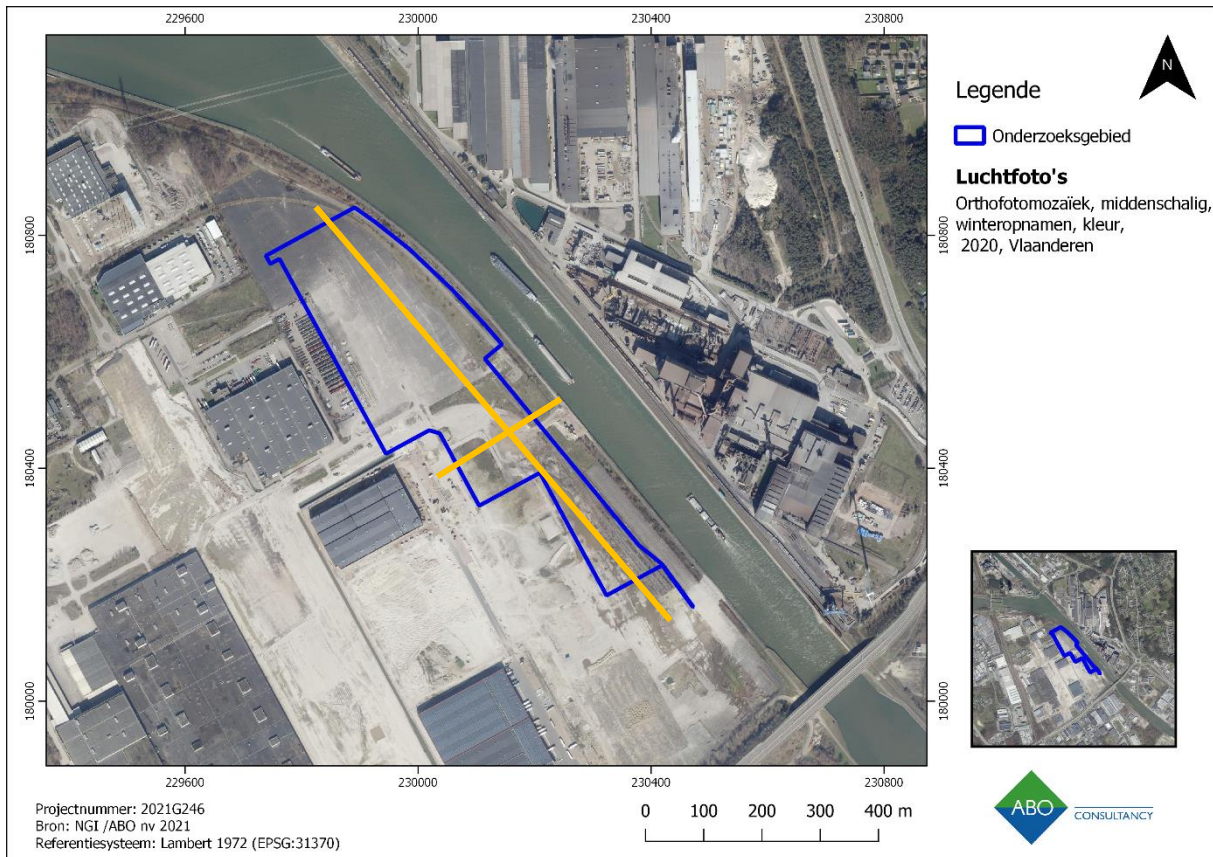 229600 230000 230400 230800
N
Legende
Onderzoeksgebied
Luchtfoto's
Orthofotomozaïek, middenschalig,
winteropnamen, kleur,
2020, Vlaanderen
180800 180800
180400 180400
180000 180000
229600 230000 230400 230800
Projectnummer: 2021G246
Bron: NGI /ABO nv 2021
Referentiesysteem: Lambert 1972 (EPSG:31370)
0 100 200 300 400 m
ABO
CONSULTANCY